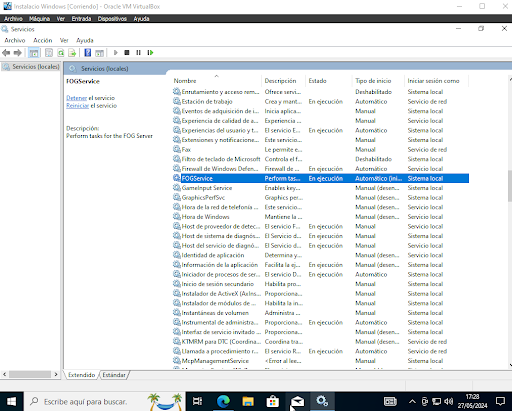 Instalacio Windows [Corriendo] - Oracle VM VirtualBox
Archivo Máquina Ver Entrada Dispositivos Ayuda
Servicios
Archivo Acción Ver Ayuda
Servicios (locales)
Servicios (locales)
FOGService
Detener el servicio
Reiniciar el servicio
Descripción:
Perform tasks for the FOG Server
Nombre Descripción Estado Tipo de inicio Iniciar sesión como
Enrutamiento y acceso rem... Ofrece servi... Deshabilitado Sistema local
Estación de trabajo Crea y mant... En ejecución Automático Servicio de red
Eventos de adquisición de i... Inicia aplica... Manual Sistema local
Experiencia de calidad de a... Experiencia ... Manual Servicio local
Experiencias del usuario y t... El servicio E... En ejecución Automático Sistema local
Extensiones y notificacione... Este servicio... Manual Sistema local
Fax Le permite e... Manual Servicio de red
Filtro de teclado de Microsoft Controla el f... Deshabilitado Sistema local
Firewall de Windows Defen... Firewall de ... En ejecución Automático Servicio local
FOGService Perform tas... En ejecución Automático (ini... Sistema local
GameInput Service Enables key... Manual (desen... Sistema local
GraphicsPerfSvc Graphics per... Manual (desen... Sistema local
Hora de la red de telefonía ... Este servicio... Manual (desen... Servicio local
Hora de Windows Mantiene la ... Manual (desen... Servicio local
Host de proveedor de detec... El servicio F... En ejecución Manual Servicio local
Host de sistema de diagnó... El Servicio d... En ejecución Manual Sistema local
Host del servicio de diagnó... El Servicio d... En ejecución Manual Servicio local
Identidad de aplicación Determina y... Manual (desen... Servicio local
Información de la aplicación Facilita la ej... En ejecución Manual (desen... Sistema local
Iniciador de procesos de ser... El servicio D... En ejecución Automático Sistema local
Inicio de sesión secundario Habilita pro... Manual Sistema local
Instalador de ActiveX (AxIns... Proporciona... Manual Sistema local
Instalador de módulos de ... Habilita la in... Manual Sistema local
Instantáneas de volumen Administra ... Manual Sistema local
Instrumental de administra... Proporciona... En ejecución Automático Sistema local
Interfaz de servicio invitado ... Proporciona... Manual (desen... Sistema local
KTMRM para DTC (Coordina... Coordina tra... Manual (desen... Servicio de red
Llamada a procedimiento r... El servicio R... En ejecución Automático Servicio de red
McpManagementService <Error al lee... Manual Sistema local
Extendido Estándar
Escribe aquí para buscar.
17:28
27/05/2024